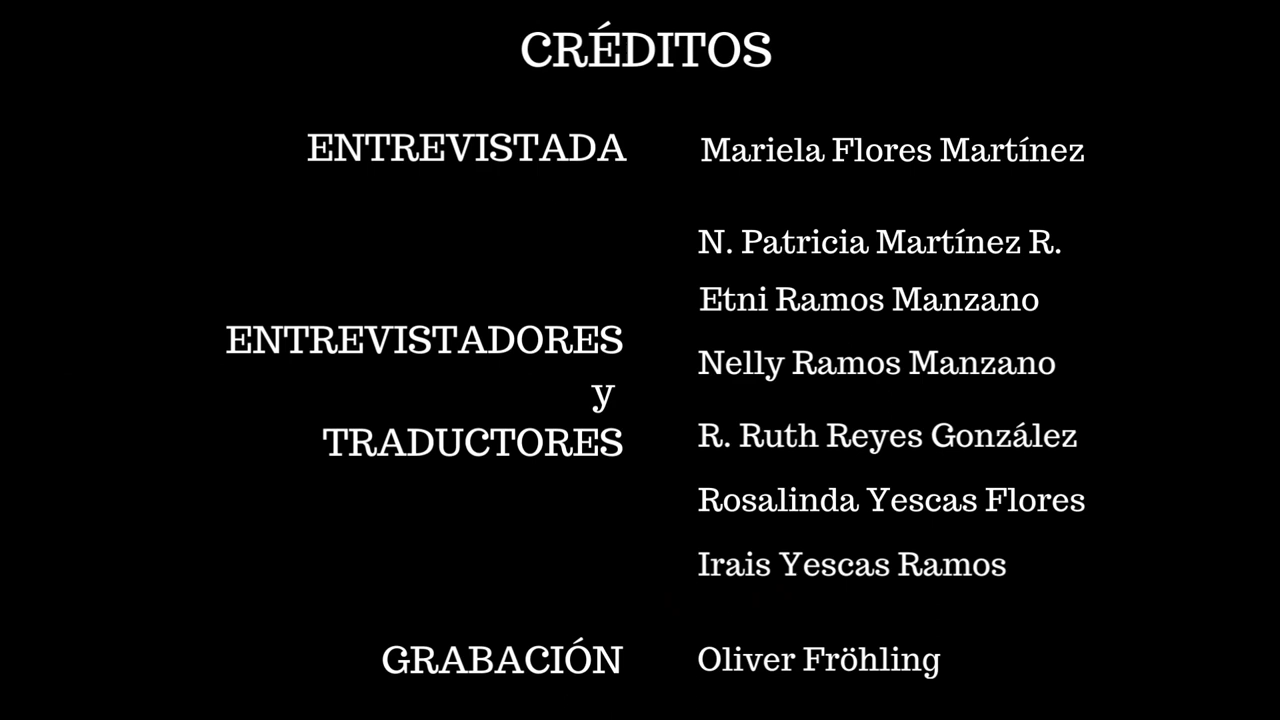 CRÉDITOS
ENTREVISTADA
Mariela Flores Martínez
ENTREVISTADORES
y
TRADUCTORES
N. Patricia Martínez R.
Etni Ramos Manzano
Nelly Ramos Manzano
R. Ruth Reyes González
Rosalinda Yescas Flores
Irais Yescas Ramos
GRABACIÓN
Oliver Fröhling